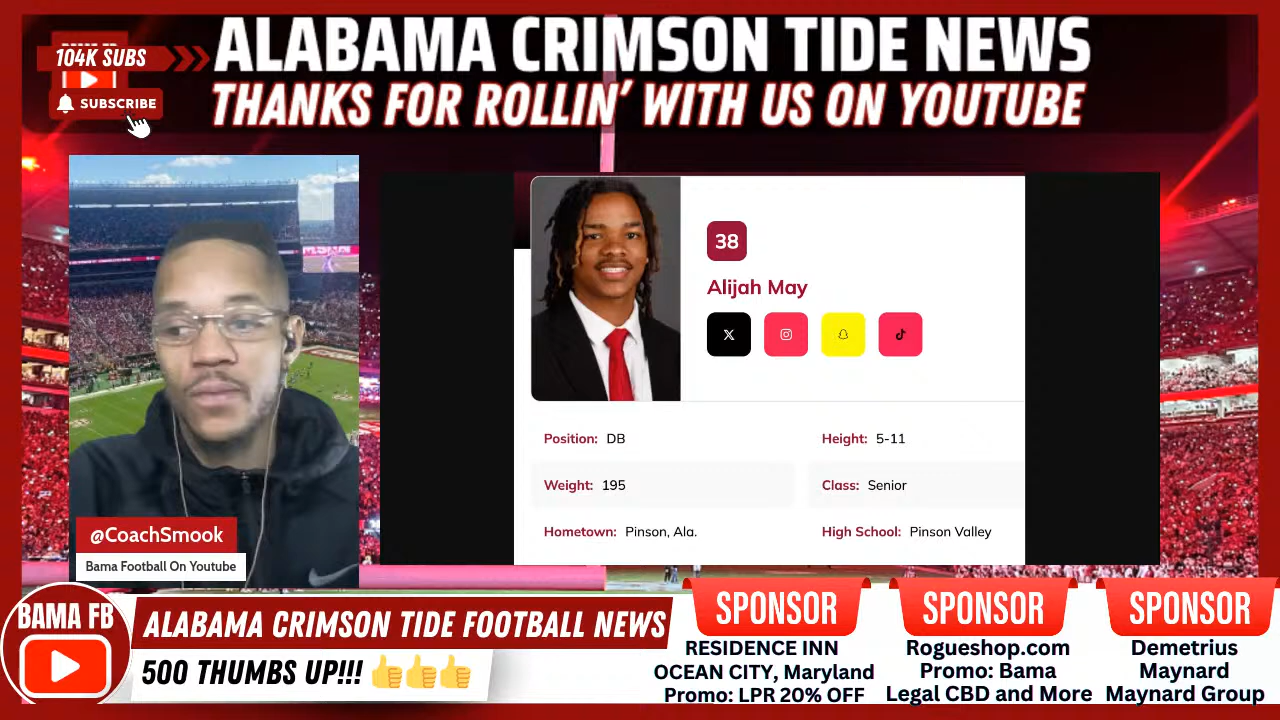 104K SUBS
SUBSCRIBE
ALABAMA CRIMSON TIDE NEWS
THANKS FOR ROLLIN' WITH US ON YOUTUBE
38
Alijah May
Position: DB
Height: 5-11
Weight: 195
Class: Senior
Hometown: Pinson, Ala.
High School: Pinson Valley
@CoachSmook
Bama Football On Youtube
BAMA FB
ALABAMA CRIMSON TIDE FOOTBALL NEWS
500 THUMBS UP!!! 👍👍👍
SPONSOR
RESIDENCE INN
OCEAN CITY, Maryland
Promo: LPR 20% OFF
SPONSOR
Rogueshop.com
Promo: Bama
Legal CBD and More
SPONSOR
Demetrius
Maynard
Maynard Group